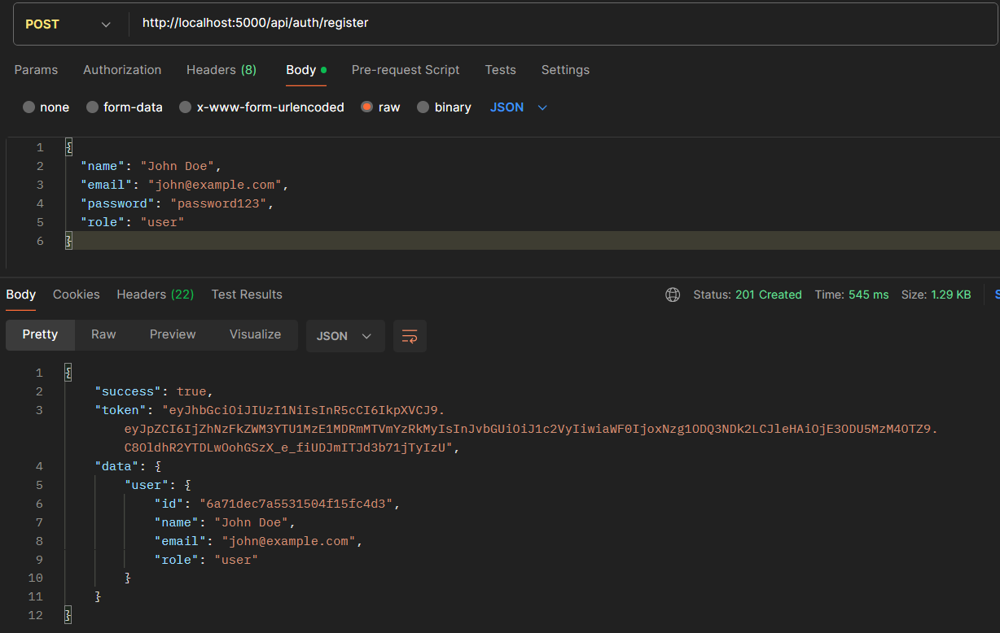 POST
http://localhost:5000/api/auth/register
Params Authorization Headers (8) Body Pre-request Script Tests Settings
none form-data x-www-form-urlencoded raw binary JSON
1 {
2 "name": "John Doe",
3 "email": "john@example.com",
4 "password": "password123",
5 "role": "user"
6 }
Body Cookies Headers (22) Test Results Status: 201 Created Time: 545 ms Size: 1.29 KB S
Pretty Raw Preview Visualize JSON
1 {
2 "success": true,
3 "token": "eyJhbGciOiJIUzI1NiIsInR5cCI6IkpXVCJ9.
eyJpZCI6IjZhNzFkZWM3YTU1MzE1MDRmMTVmYzRkMyIsInJvbGUiOiJ1c2VyIiwiaWF0IjoxNzg1ODQ3NDk2LCJleHAiOjE3ODU5MzM4OTZ9.
C8OldhR2YTDLwOohGSzX_e_fiUDJmITJd3b71jTyIzU",
4 "data": {
5 "user": {
6 "id": "6a71dec7a5531504f15fc4d3",
7 "name": "John Doe",
8 "email": "john@example.com",
9 "role": "user"
10 }
11 }
12 }